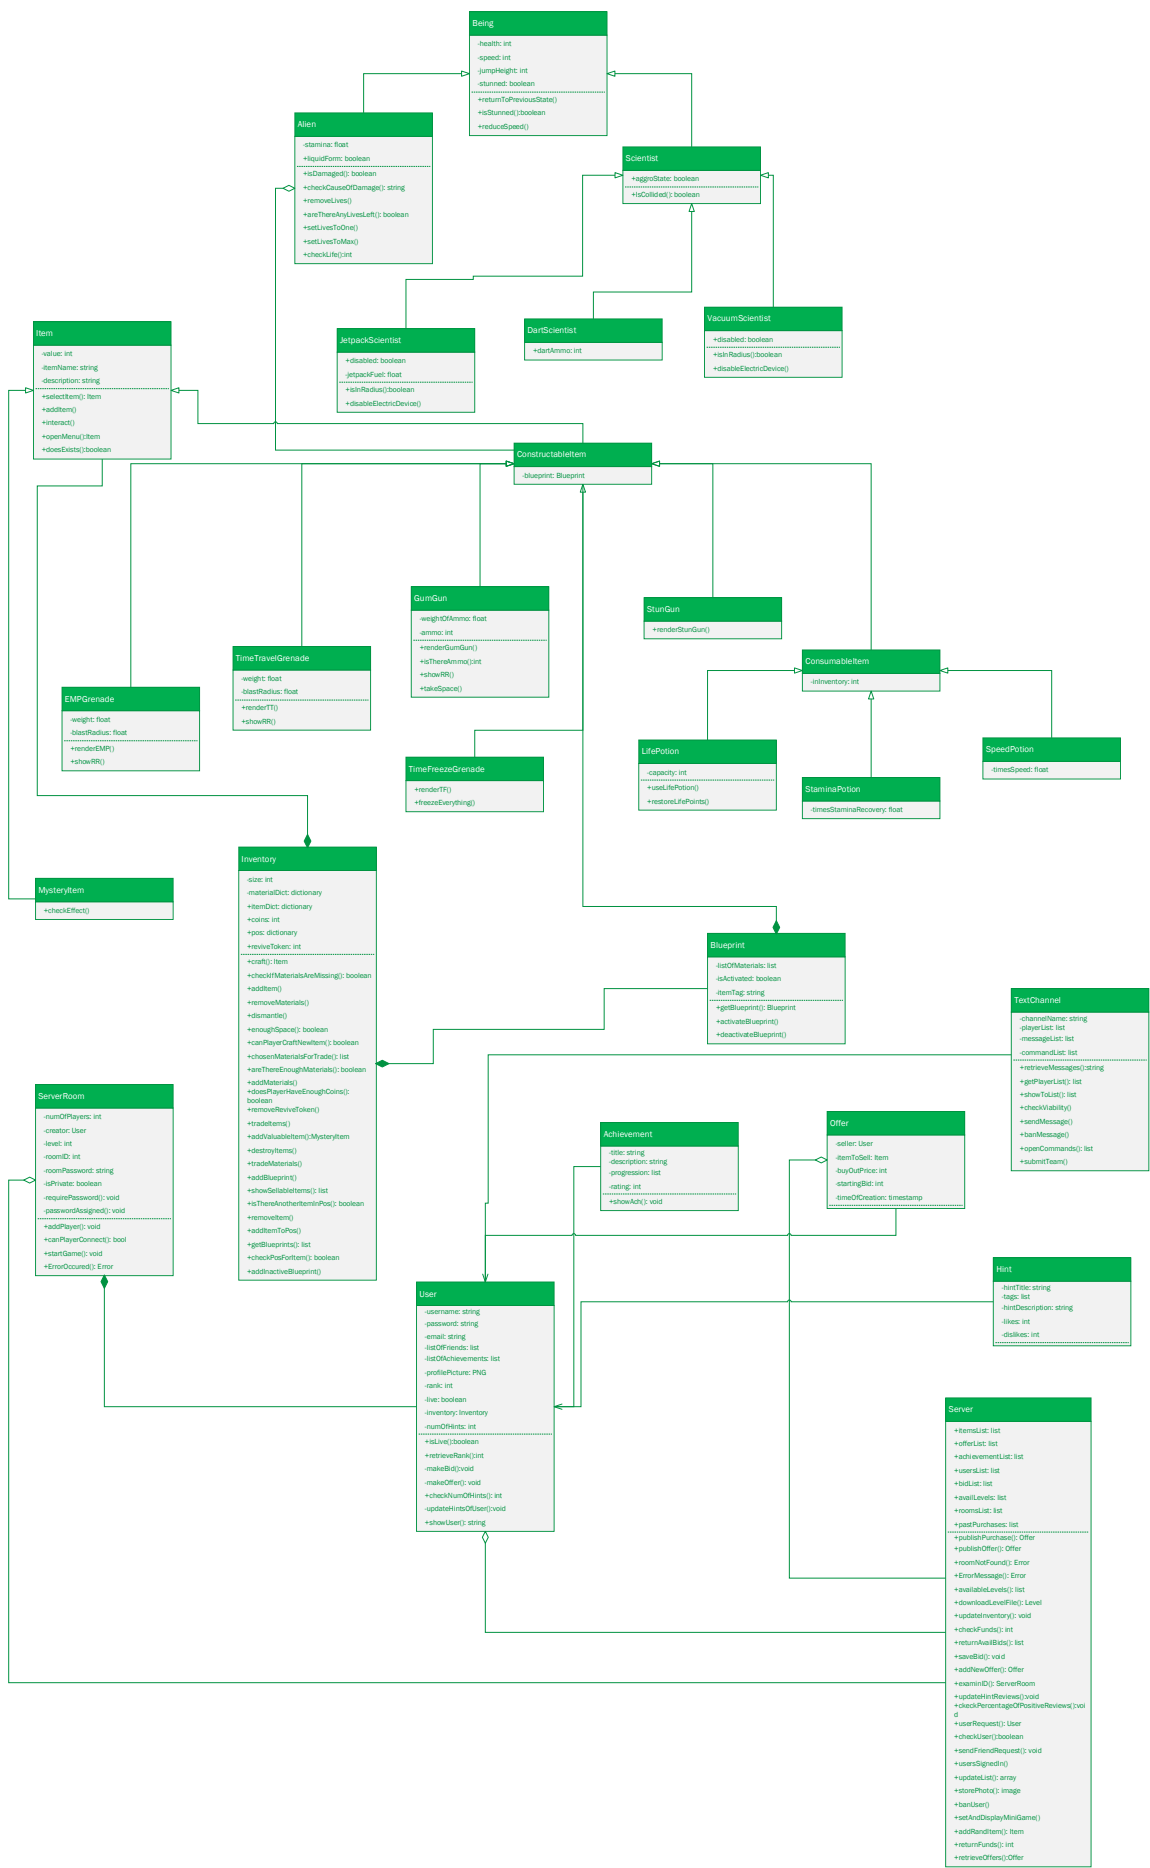 Being
-health: int
-speed: int
-jumpHeight: int
-stunned: boolean
+returnToPreviousState()
+isStunned():boolean
+reduceSpeed()
Alien
-stamina: float
+liquidForm: boolean
+isDamaged(): boolean
+checkCauseOfDamage(): string
+removeLives()
+areThereAnyLivesLeft(): boolean
+setLivesToOne()
+setLivesToMax()
+checkLife():int
Scientist
+aggroState: boolean
+IsCollided(): boolean
Item
-value: int
-itemName: string
-description: string
+selectItem(): Item
+addItem()
+interact()
+openMenu():Item
+doesExists():boolean
JetpackScientist
+disabled: boolean
-jetpackFuel: float
+isInRadius():boolean
+disableElectricDevice()
DartScientist
+dartAmmo: int
VacuumScientist
+disabled: boolean
+isInRadius():boolean
+disableElectricDevice()
ConstructableItem
-blueprint: Blueprint
GumGun
-weightOfAmmo: float
-ammo: int
+renderGumGun()
+isThereAmmo():int
+showRR()
+takeSpace()
StunGun
+renderStunGun()
TimeTravelGrenade
-weight: float
-blastRadius: float
+renderTT()
+showRR()
ConsumableItem
-inInventory: int
EMPGrenade
-weight: float
-blastRadius: float
+renderEMP()
+showRR()
TimeFreezeGrenade
+renderTF()
+freezeEverything()
LifePotion
-capacity: int
+useLifePotion()
+restoreLifePoints()
StaminaPotion
-timesStaminaRecovery: float
SpeedPotion
-timesSpeed: float
Inventory
-size: int
-materialDict: dictionary
+itemDict: dictionary
+coins: int
+pos: dictionary
+reviveToken: int
+craft(): Item
+checkIfMaterialsAreMissing(): boolean
+addItem()
+removeMaterials()
+dismantle()
+enoughSpace(): boolean
+canPlayerCraftNewItem(): boolean
+chosenMaterialsForTrade(): list
+areThereEnoughMaterials(): boolean
+addMaterials()
+doesPlayerHaveEnoughCoins():
boolean
+removeReviveToken()
+tradeItems()
+addValuableItem():MysteryItem
+destroyItems()
+tradeMaterials()
+addBlueprint()
+showSellableItems(): list
+isThereAnotherItemInPos(): boolean
+removeItem()
+addItemToPos()
+getBlueprints(): list
+checkPosForItem(): boolean
+addInactiveBlueprint()
MysteryItem
+checkEffect()
Blueprint
-listOfMaterials: list
-isActivated: boolean
-itemTag: string
+getBlueprint(): Blueprint
+activateBlueprint()
+deactivateBlueprint()
TextChannel
-channelName: string
-playerList: list
-messageList: list
-commandList: list
+retrieveMessages():string
+getPlayerList(): list
+showToList(): list
+checkViability()
+sendMessage()
+banMessage()
+openCommands(): list
+submitTeam()
ServerRoom
-numOfPlayers: int
-creator: User
-level: int
-roomID: int
-roomPassword: string
-isPrivate: boolean
-requirePassword(): void
-passwordAssigned(): void
+addPlayer(): void
+canPlayerConnect(): bool
+startGame(): void
+ErrorOccured(): Error
Achievement
-title: string
-description: string
-progression: list
-rating: int
+showAch(): void
Offer
-seller: User
-itemToSell: Item
-buyOutPrice: int
-startingBid: int
-timeOfCreation: timestamp
Hint
-hintTitle: string
-tags: list
-hintDescription: string
-likes: int
-dislikes: int
User
-username: string
-password: string
-email: string
-listOfFriends: list
-listOfAchievements: list
-profilePicture: PNG
-rank: int
-live: boolean
-inventory: Inventory
-numOfHints: int
+isLive():boolean
+retrieveRank():int
-makeBid():void
-makeOffer(): void
+checkNumOfHints(): int
-updateHintsOfUser():void
+showUser(): string
Server
+itemsList: list
+offerList: list
+achievementList: list
+usersList: list
+bidList: list
+availLevels: list
+roomsList: list
+pastPurchases: list
+publishPurchase(): Offer
+publishOffer(): Offer
+roomNotFound(): Error
+ErrorMessage(): Error
+availableLevels(): list
+downloadLevelFile(): Level
+updateInventory(): void
+checkFunds(): int
+returnAvailBids(): list
+saveBid(): void
+addNewOffer(): Offer
+examinID(): ServerRoom
+updateHintReviews():void
+ckeckPercentageOfPositiveReviews():voi
d
+userRequest(): User
+checkUser():boolean
+sendFriendRequest(): void
+usersSignedIn()
+updateList(): array
+storePhoto(): image
+banUser()
+setAndDisplayMiniGame()
+addRandItem(): Item
+returnFunds(): int
+retrieveOffers():Offer